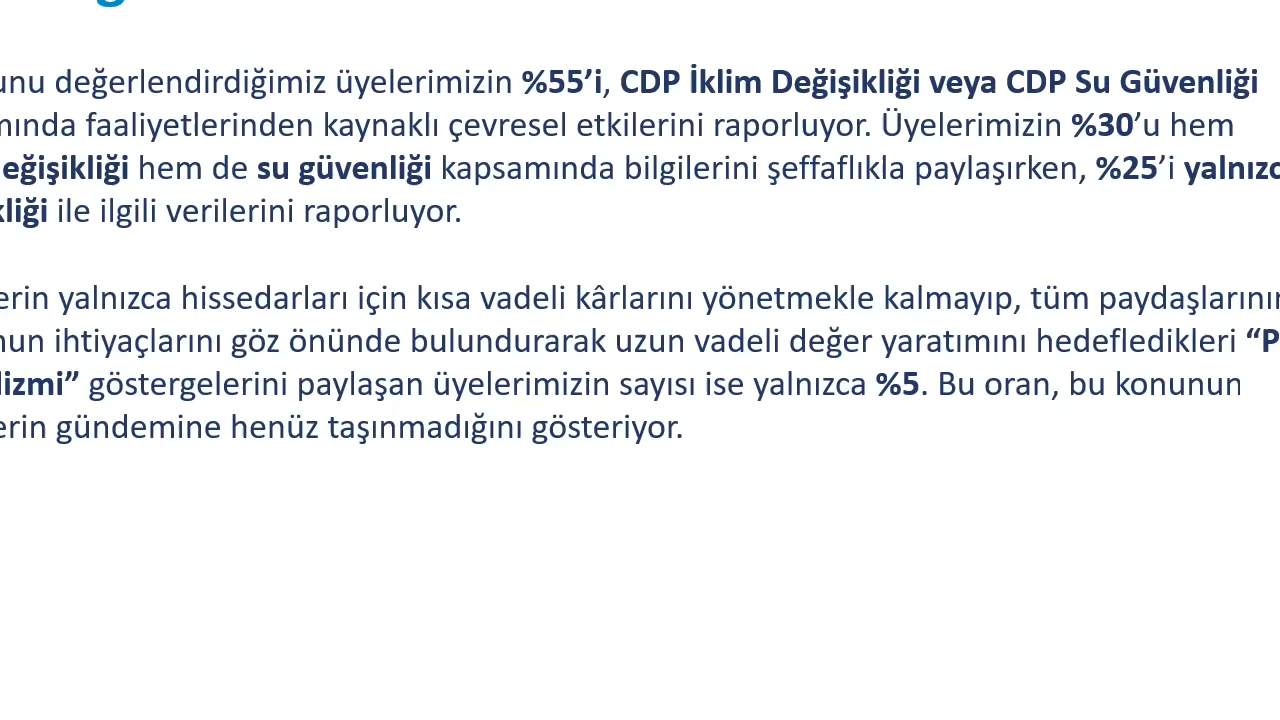 unu değerlendirdiğimiz üyelerimizin %55’i, CDP İklim Değişikliği veya CDP Su Güvenliği
mında faaliyetlerinden kaynaklı çevresel etkilerini raporluyor. Üyelerimizin %30’u hem
eğişikliği hem de su güvenliği kapsamında bilgilerini şeffaflıkla paylaşırken, %25’i yalnızc
kliği ile ilgili verilerini raporluyor.
erin yalnızca hissedarları için kısa vadeli kârlarını yönetmekle kalmayıp, tüm paydaşlarının
nun ihtiyaçlarını göz önünde bulundurarak uzun vadeli değer yaratımını hedefledikleri “P
lizmi” göstergelerini paylaşan üyelerimizin sayısı ise yalnızca %5. Bu oran, bu konunun
erin gündemine henüz taşınmadığını gösteriyor.